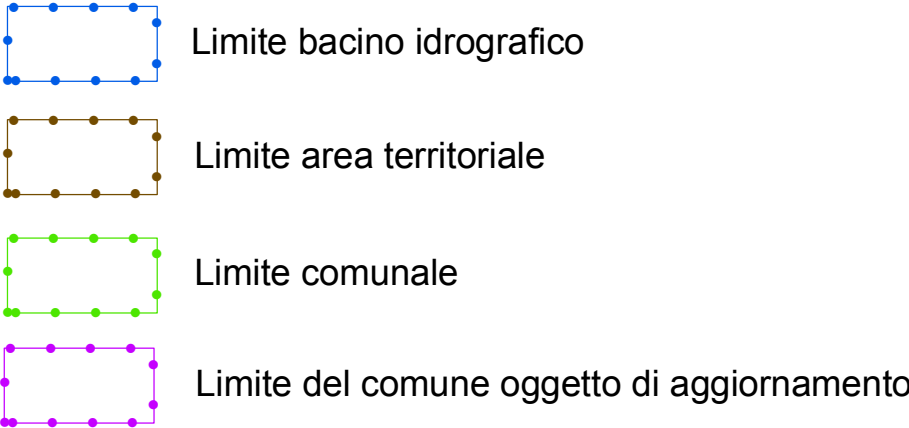 Limite bacino idrografico
Limite area territoriale
Limite comunale
Limite del comune oggetto di aggiornamento